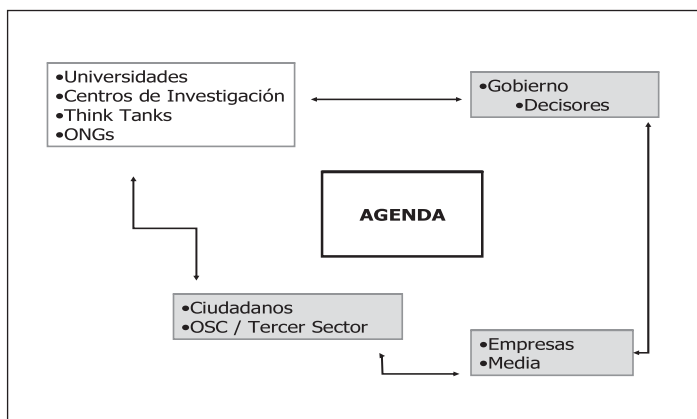 •Universidades
•Centros de Investigación
•Think Tanks
•ONGs
•Gobierno
•Decisores
AGENDA
•Ciudadanos
•OSC / Tercer Sector
•Empresas
•Media